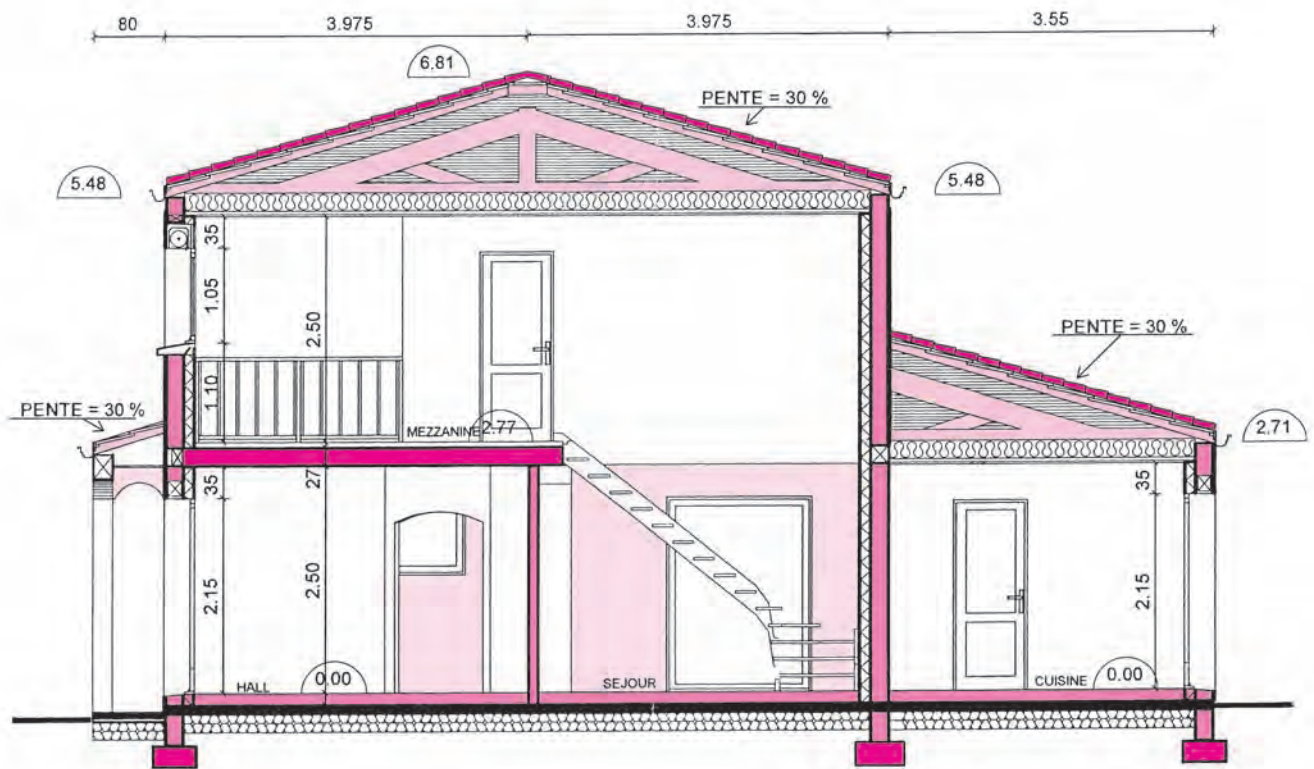 80 3.975 3.975 3.55
6.81
PENTE = 30 %
5.48
5.48
35
1.05
2.50
1.10
PENTE = 30 %
PENTE = 30 %
MEZZANINE
2.77
2.71
35
27
35
2.15
2.50
2.15
HALL
0.00
SEJOUR
CUISINE
0.00